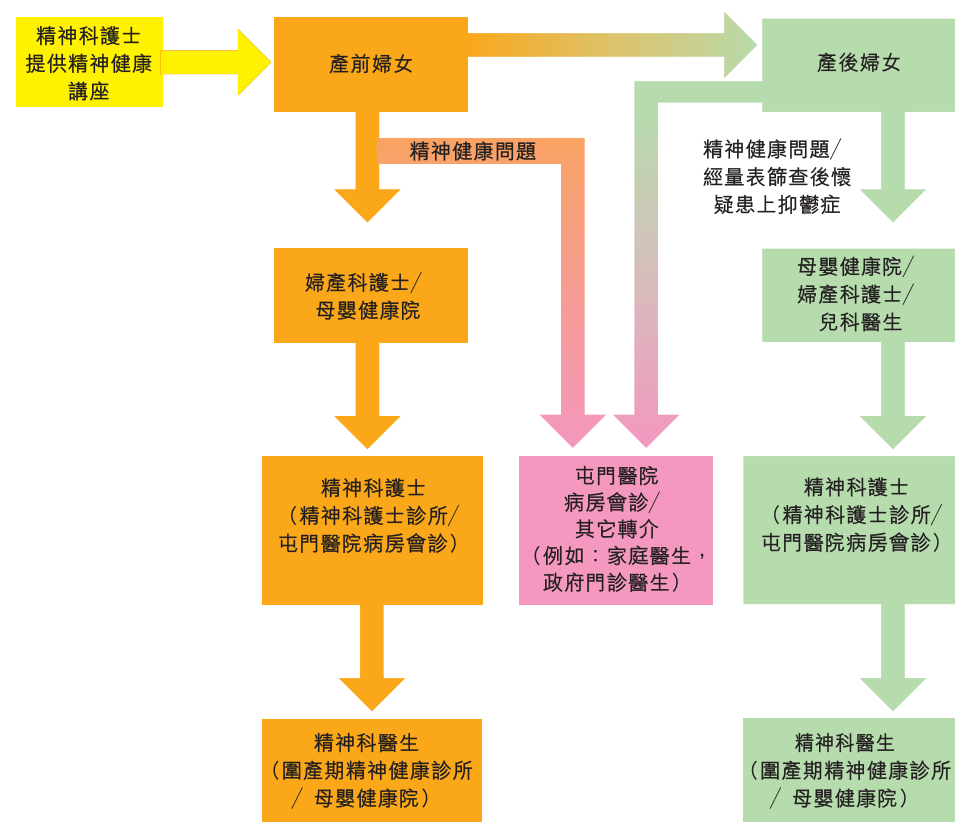 精神科護士
提供精神健康
講座
產前婦女
產後婦女
精神健康問題
精神健康問題/
經量表篩查後懷
疑患上抑鬱症
婦產科護士/
母嬰健康院
母嬰健康院/
婦產科護士/
兒科醫生
精神科護士
（精神科護士診所/
屯門醫院病房會診）
屯門醫院
病房會診/
其它轉介
（例如：家庭醫生，
政府門診醫生）
精神科護士
（精神科護士診所/
屯門醫院病房會診）
精神科醫生
（圍產期精神健康診所
/ 母嬰健康院）
精神科醫生
（圍產期精神健康診所
/ 母嬰健康院）